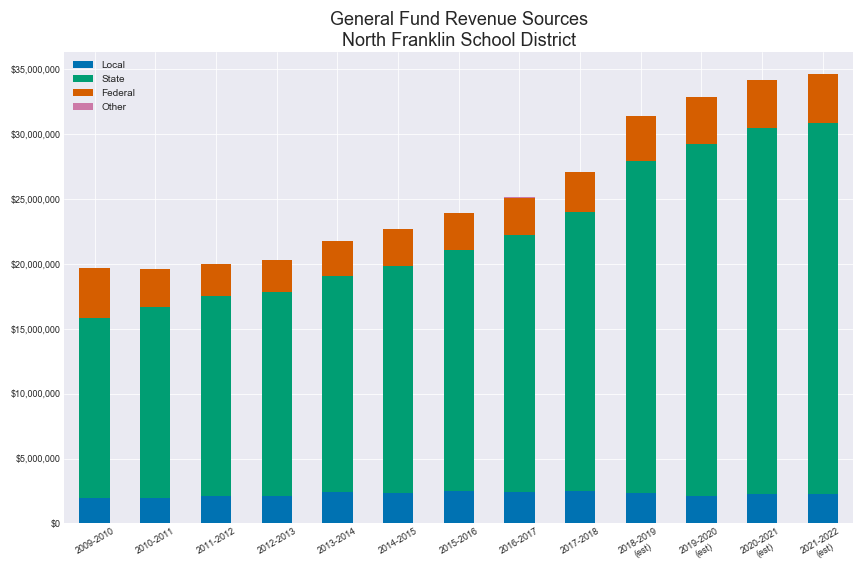 General Fund Revenue Sources
North Franklin School District
Local
State
Federal
Other
$35,000,000
$30,000,000
$25,000,000
$20,000,000
$15,000,000
$10,000,000
$5,000,000
$0
2009-2010
2010-2011
2011-2012
2012-2013
2013-2014
2014-2015
2015-2016
2016-2017
2017-2018
2018-2019
(est)
2019-2020
(est)
2020-2021
(est)
2021-2022
(est)